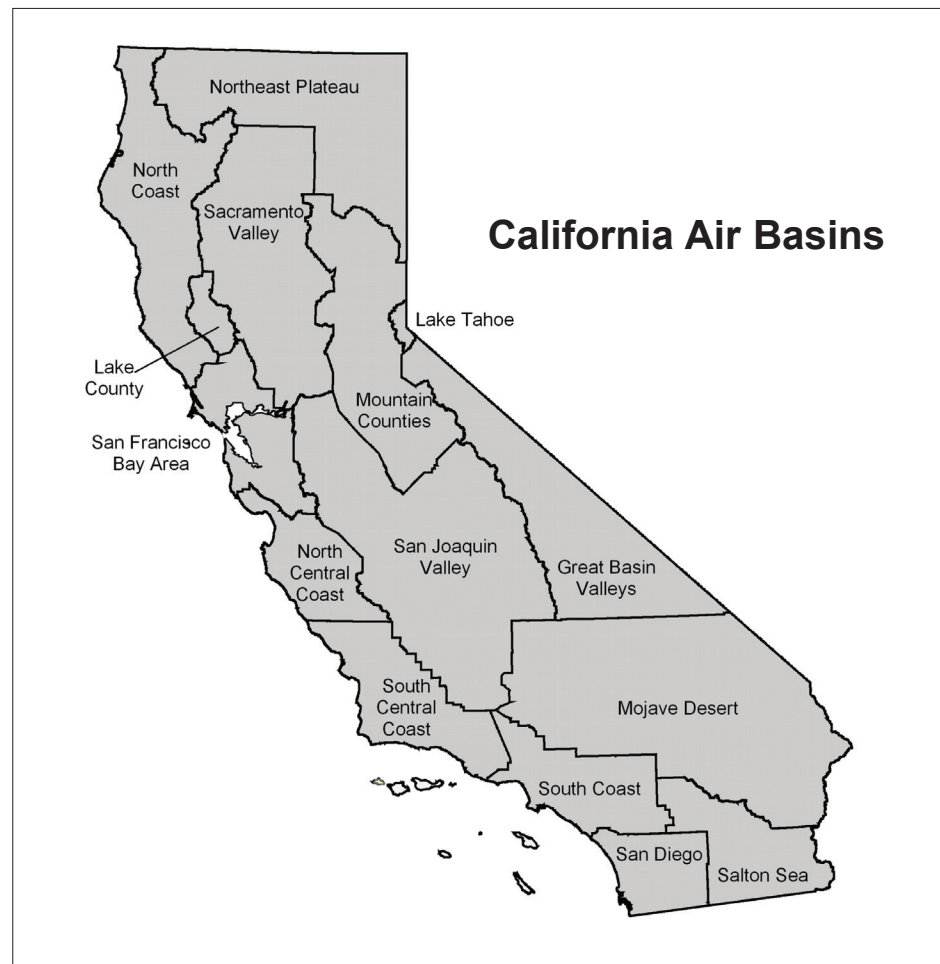 Northeast Plateau
North
Coast
Sacramento
Valley
California Air Basins
Lake Tahoe
Lake
County
Mountain
Counties
San Francisco
Bay Area
San Joaquin
Valley
North
Central
Coast
Great Basin
Valleys
South
Central
Coast
Mojave Desert
South Coast
San Diego
Salton Sea